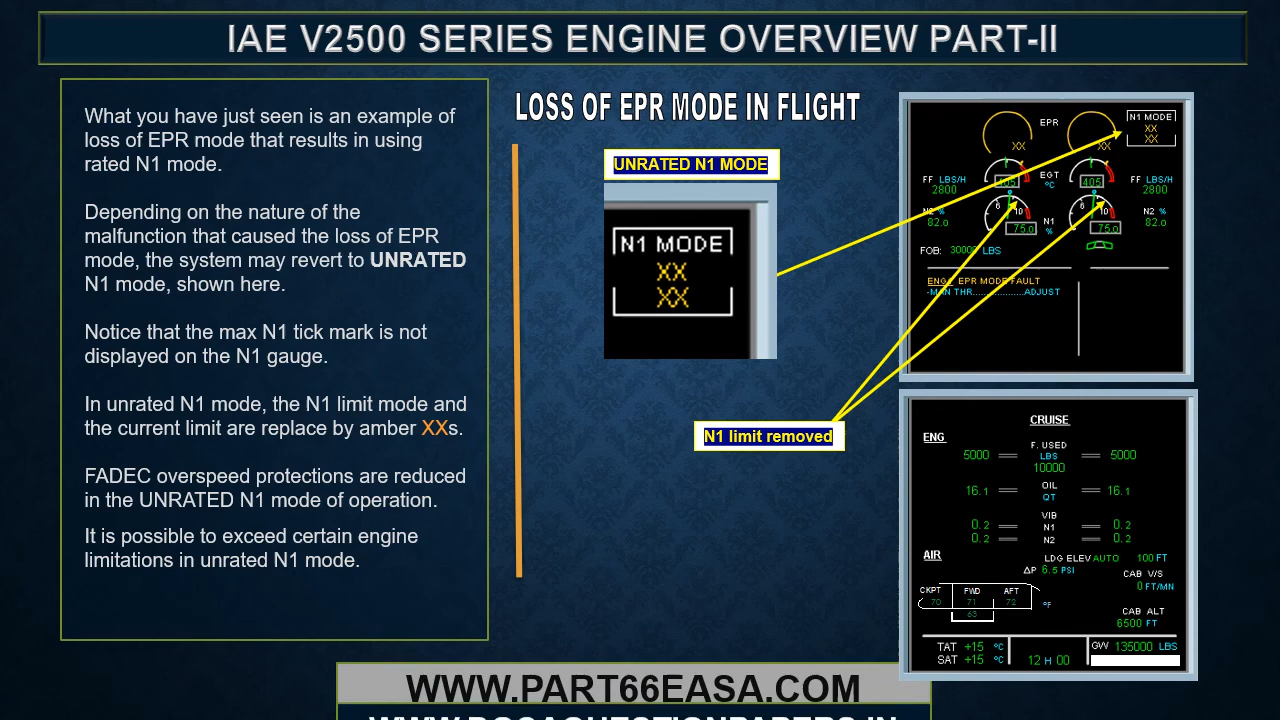 IAE V2500 SERIES ENGINE OVERVIEW PART-II
What you have just seen is an example of
loss of EPR mode that results in using
rated N1 mode.
Depending on the nature of the
malfunction that caused the loss of EPR
mode, the system may revert to UNRATED
N1 mode, shown here.
Notice that the max N1 tick mark is not
displayed on the N1 gauge.
In unrated N1 mode, the N1 limit mode and
the current limit are replace by amber XXs.
FADEC overspeed protections are reduced
in the UNRATED N1 mode of operation.
It is possible to exceed certain engine
limitations in unrated N1 mode.
LOSS OF EPR MODE IN FLIGHT
UNRATED N1 MODE
N1 MODE
XX
XX
N1 limit removed
EPR
XX XX
N1 MODE
XX
XX
FF LBS/H EGT FF LBS/H
2800 405 °C 405 2800
N2 % 6 10 N1 6 10 N2 %
82.0 75.0 % 75.0 82.0
FOB: 30000 LBS
ENG EPR MODE FAULT
-MAN THR..................ADJUST
CRUISE
ENG
F. USED
5000 LBS 5000
10000
OIL
16.1 QT 16.1
VIB
0.2 N1 0.2
0.2 N2 0.2
AIR LDG ELEV AUTO 100 FT
ΔP 6.5 PSI
CAB V/S
0 FT/MN
CKPT FWD AFT
70 71 72 °F
63
CAB ALT
6500 FT
TAT +15 °C GW 135000 LBS
SAT +15 °C 12 H 00
WWW.PART66EASA.COM
WWW.DGCAQUESTIONPAPERS.IN